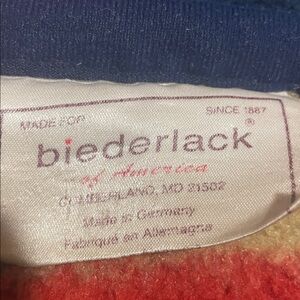 MADE FOR SINCE 1887
biederlack®
of America
CUMBERLAND, MD 21502
Made in Germany
Fabriqué en Allemagne